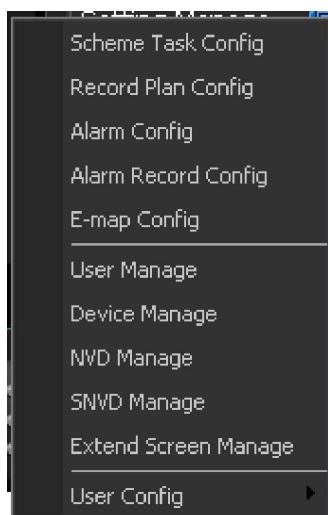 Scheme Task Config
Record Plan Config
Alarm Config
Alarm Record Config
E-map Config
User Manage
Device Manage
NVD Manage
SNVD Manage
Extend Screen Manage
User Config